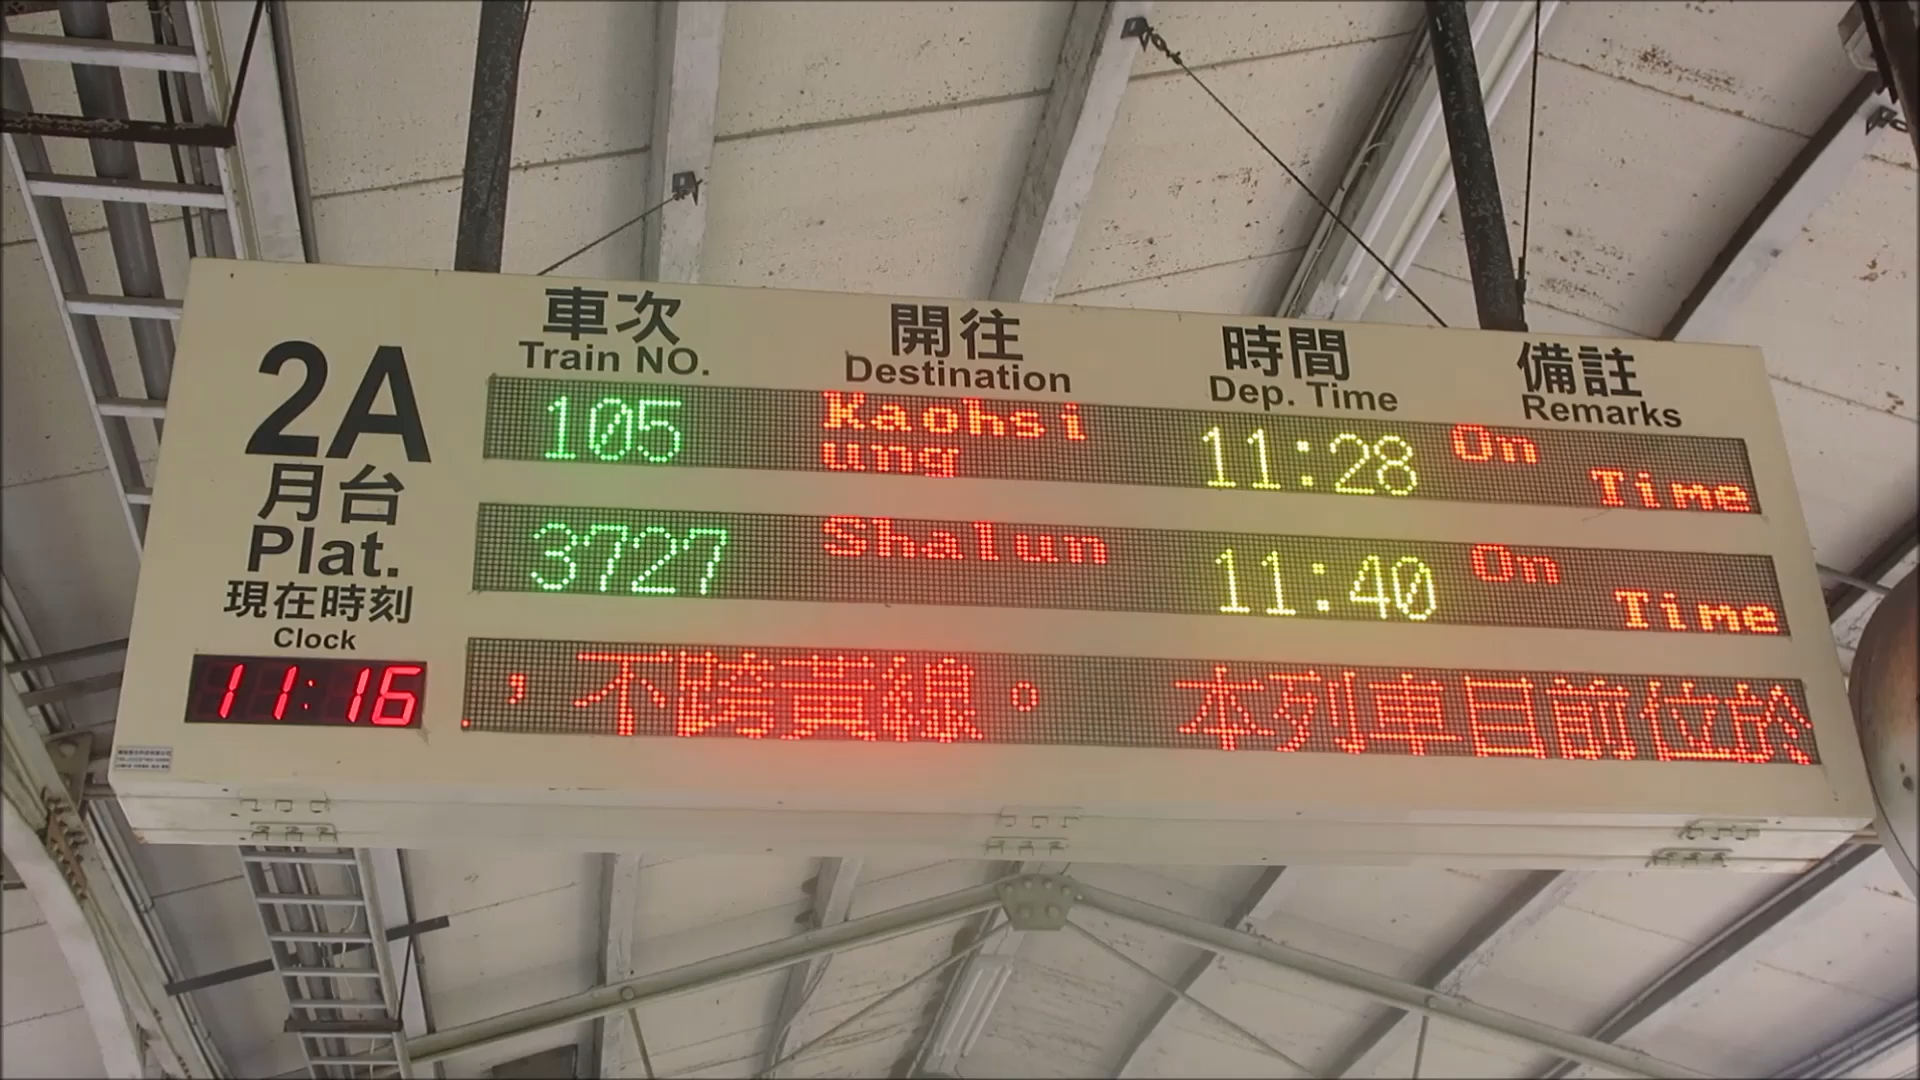 2A
月台
Plat.
現在時刻
Clock
11:16
車次 開往 時間 備註
Train NO. Destination Dep. Time Remarks
105 Kaohsiung 11:28 On Time
3727 Shalun 11:40 On Time
，不跨黃線。 本列車目前位於